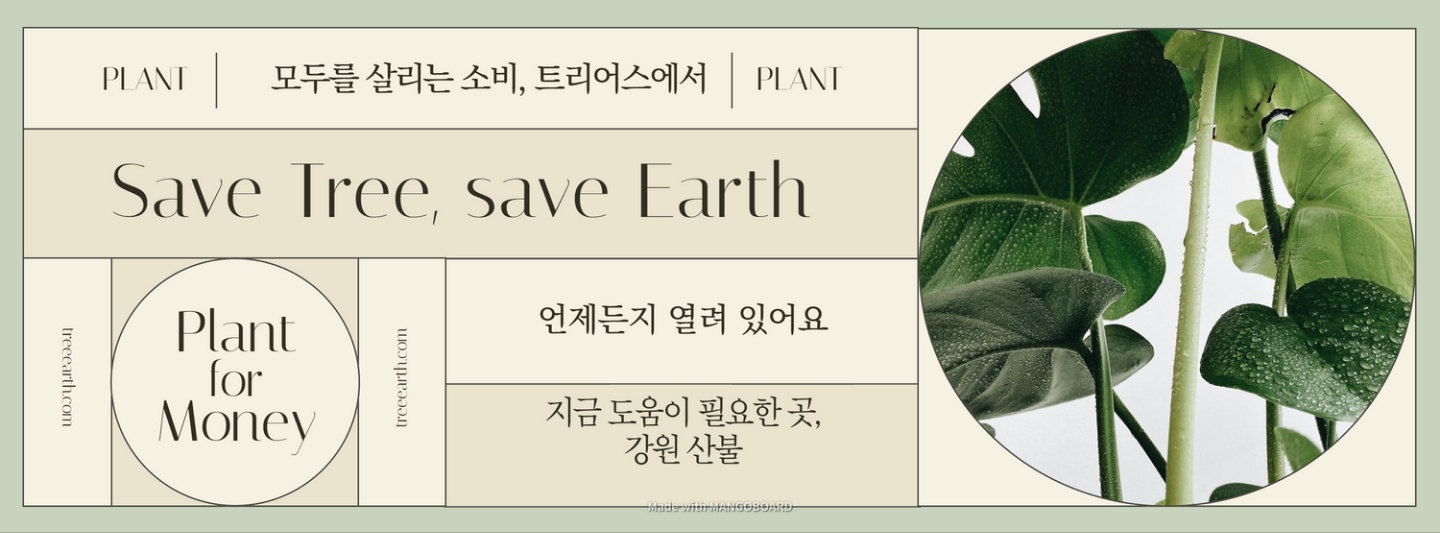 PLANT
모두를 살리는 소비, 트리어스에서
PLANT
Save Tree, save Earth
treeearth.com
Plant
for
Money
treeearth.com
언제든지 열려 있어요
지금 도움이 필요한 곳,
강원 산불
Made with MANGOBOARD